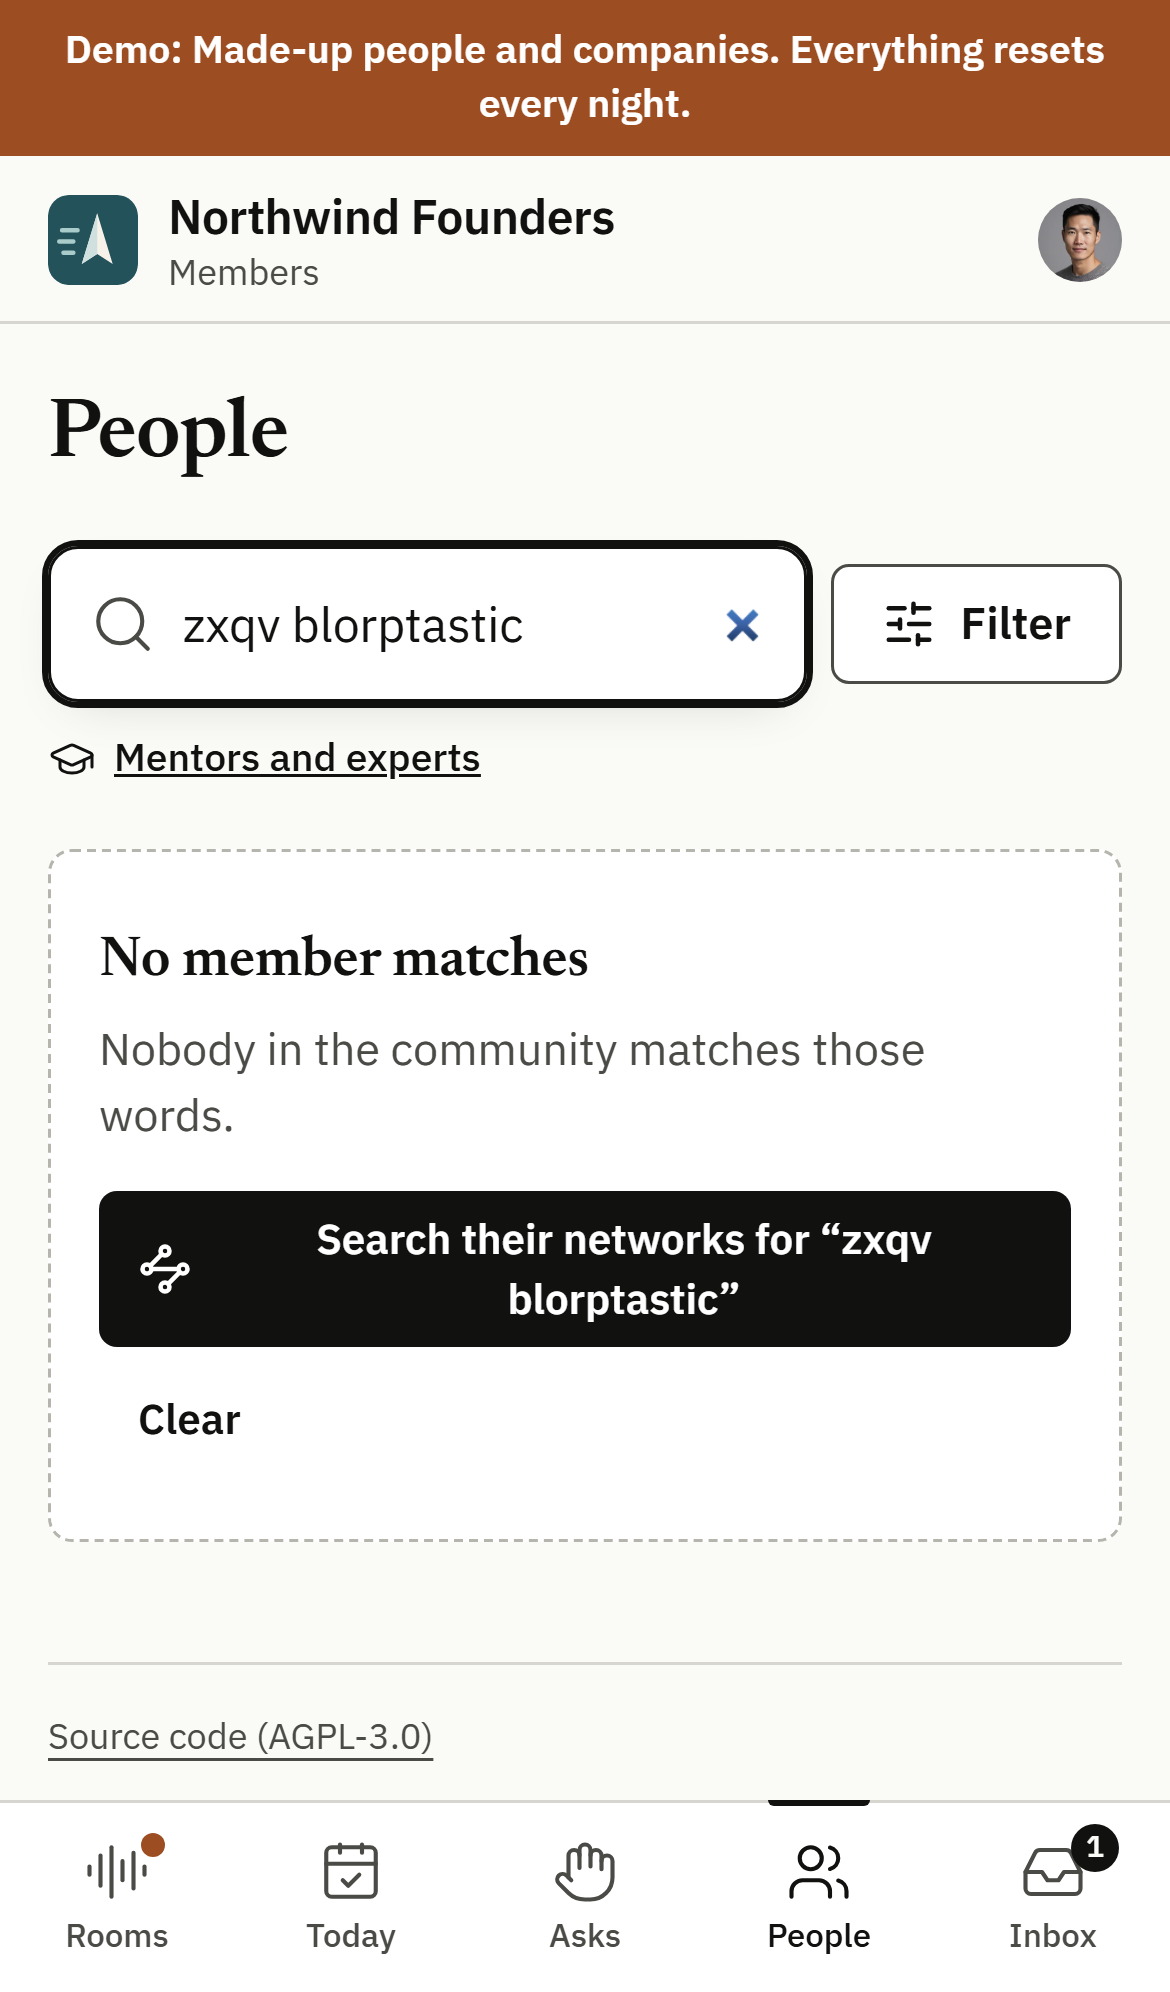 Demo: Made-up people and companies. Everything resets
every night.
Northwind Founders
Members
People
zxqv blorptastic
Filter
Mentors and experts
No member matches
Nobody in the community matches those
words.
Search their networks for “zxqv
blorptastic”
Clear
Source code (AGPL-3.0)
1
Rooms
Today
Asks
People
Inbox